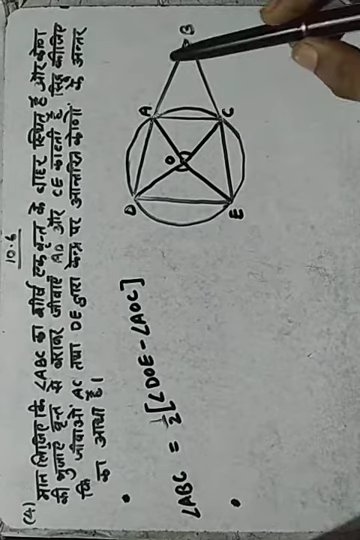 10.6
(4) मान लीजिए कि ∠ABC का शीर्ष एक वृत्त के बाहर स्थित है और कोण
की भुजाएं वृत्त से बराबर जीवाएं AD और CE काटती हैं। सिद्ध कीजिए
कि जीवाओं AC तथा DE द्वारा केन्द्र पर अन्तरित कोणों के अन्तर
का आधा है।
B
A
C
O
D
E
∠ABC = 1/2 [∠DOE - ∠AOC]